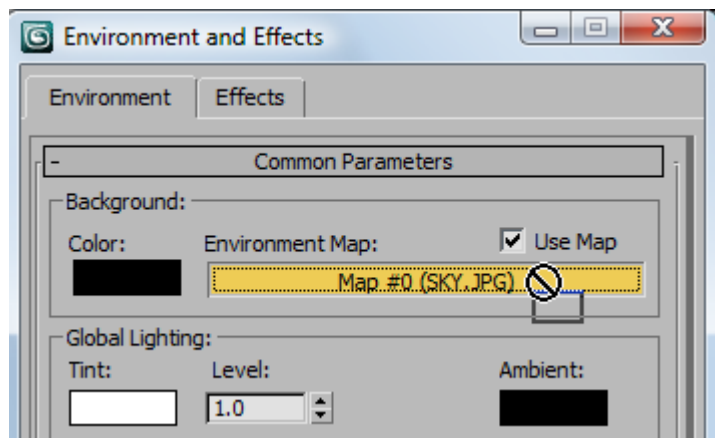 Environment and Effects
Environment Effects
- Common Parameters
Background:
Color: Environment Map: Use Map
Map #0 (SKY.JPG)
Global Lighting:
Tint: Level: Ambient:
1.0